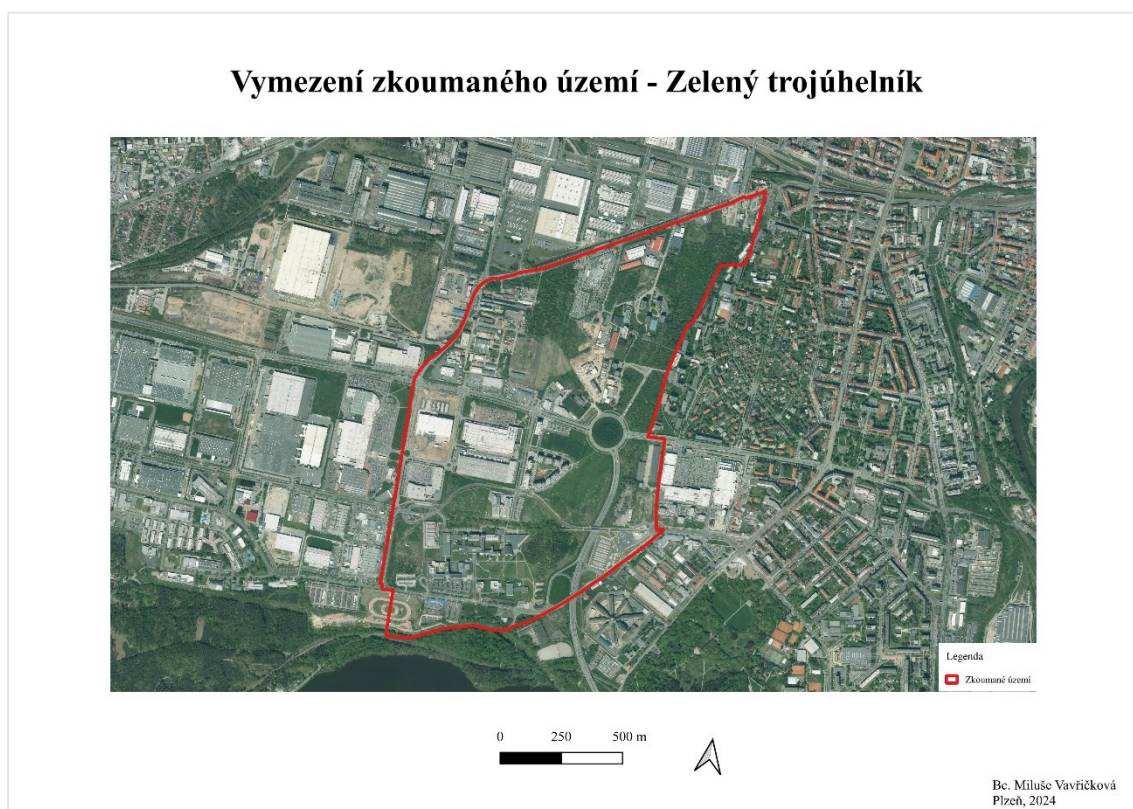 Vymezení zkoumaného území - Zelený trojúhelník
Legenda
Zkoumané území
0 250 500 m
Bc. Miluše Vavřičková
Plzeň, 2024